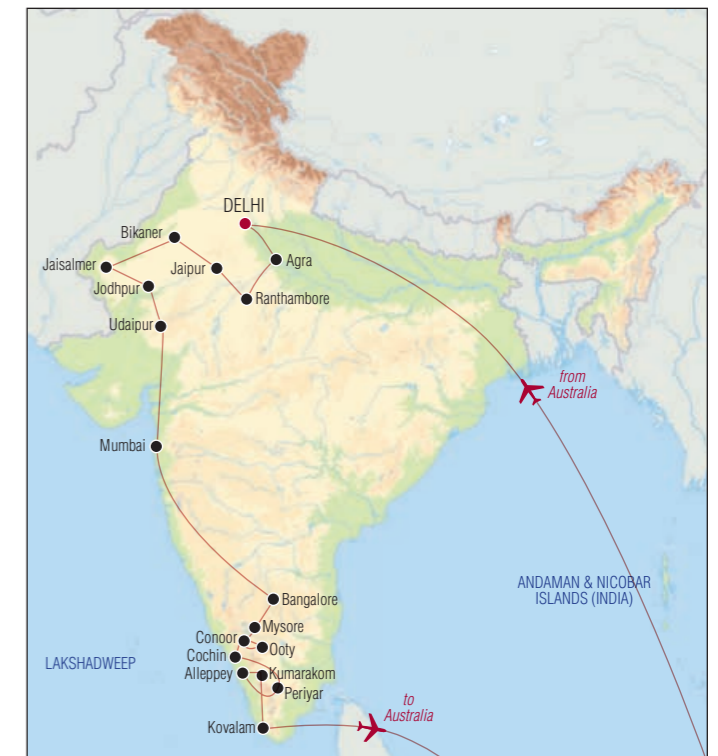 DELHI
Bikaner
Agra
Jaisalmer
Jaipur
Jodhpur
Ranthambore
Udaipur
from
Australia
Mumbai
ANDAMAN & NICOBAR
ISLANDS (INDIA)
Bangalore
Mysore
Conoor
Ooty
Cochin
LAKSHADWEEP
Alleppey
Kumarakom
Periyar
to
Australia
Kovalam